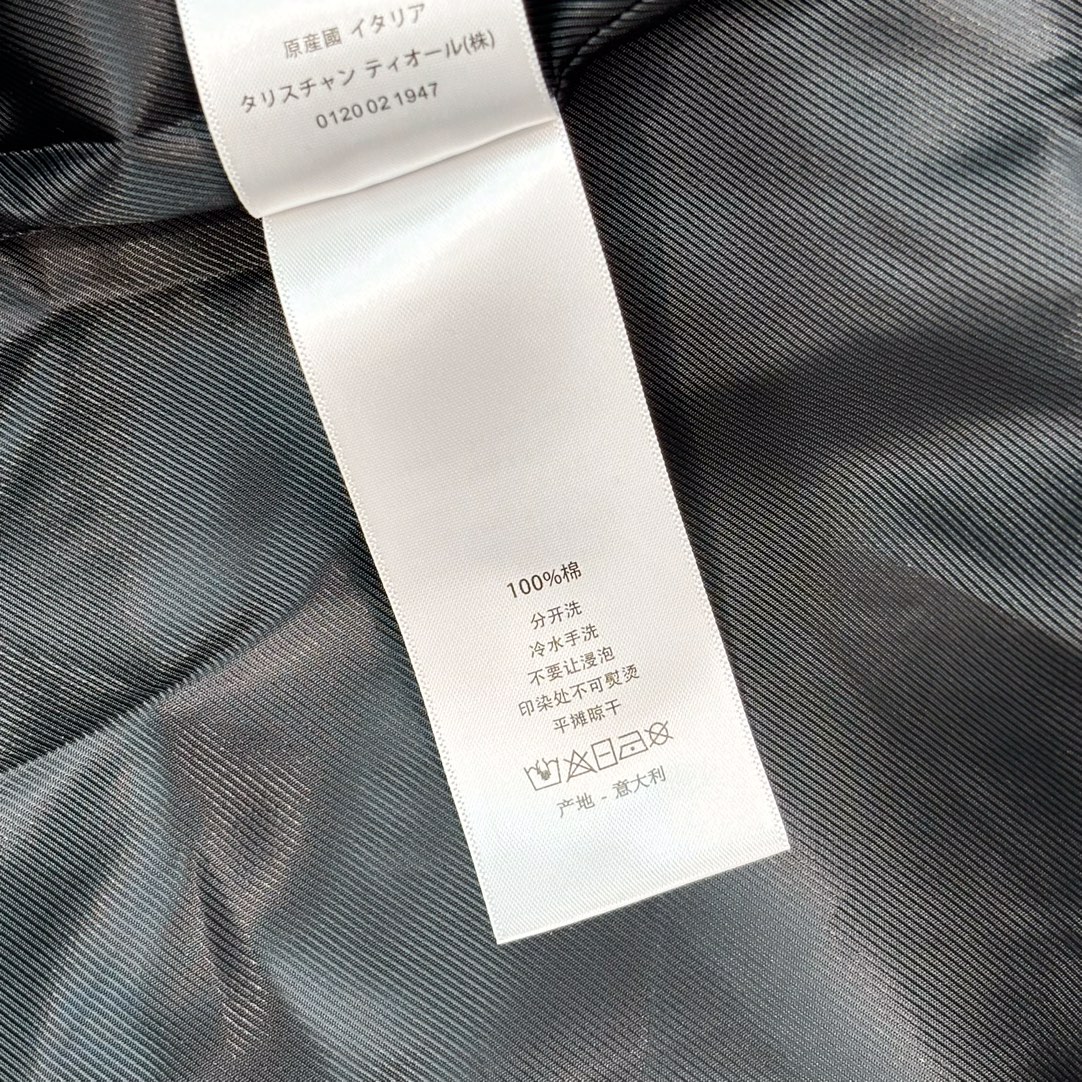 原産國 イタリア
タリスチャン ティオール(株)
0120 02 1947
100%棉
分开洗
冷水手洗
不要让浸泡
印染处不可熨烫
平摊晾干
产地 - 意大利